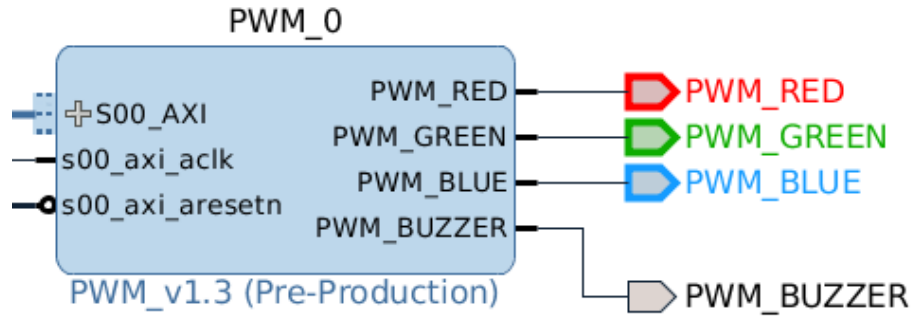 PWM_0
S00_AXI
s00_axi_aclk
s00_axi_aresetn
PWM_RED
PWM_GREEN
PWM_BLUE
PWM_BUZZER
PWM_RED
PWM_GREEN
PWM_BLUE
PWM_BUZZER
PWM_v1.3 (Pre-Production)